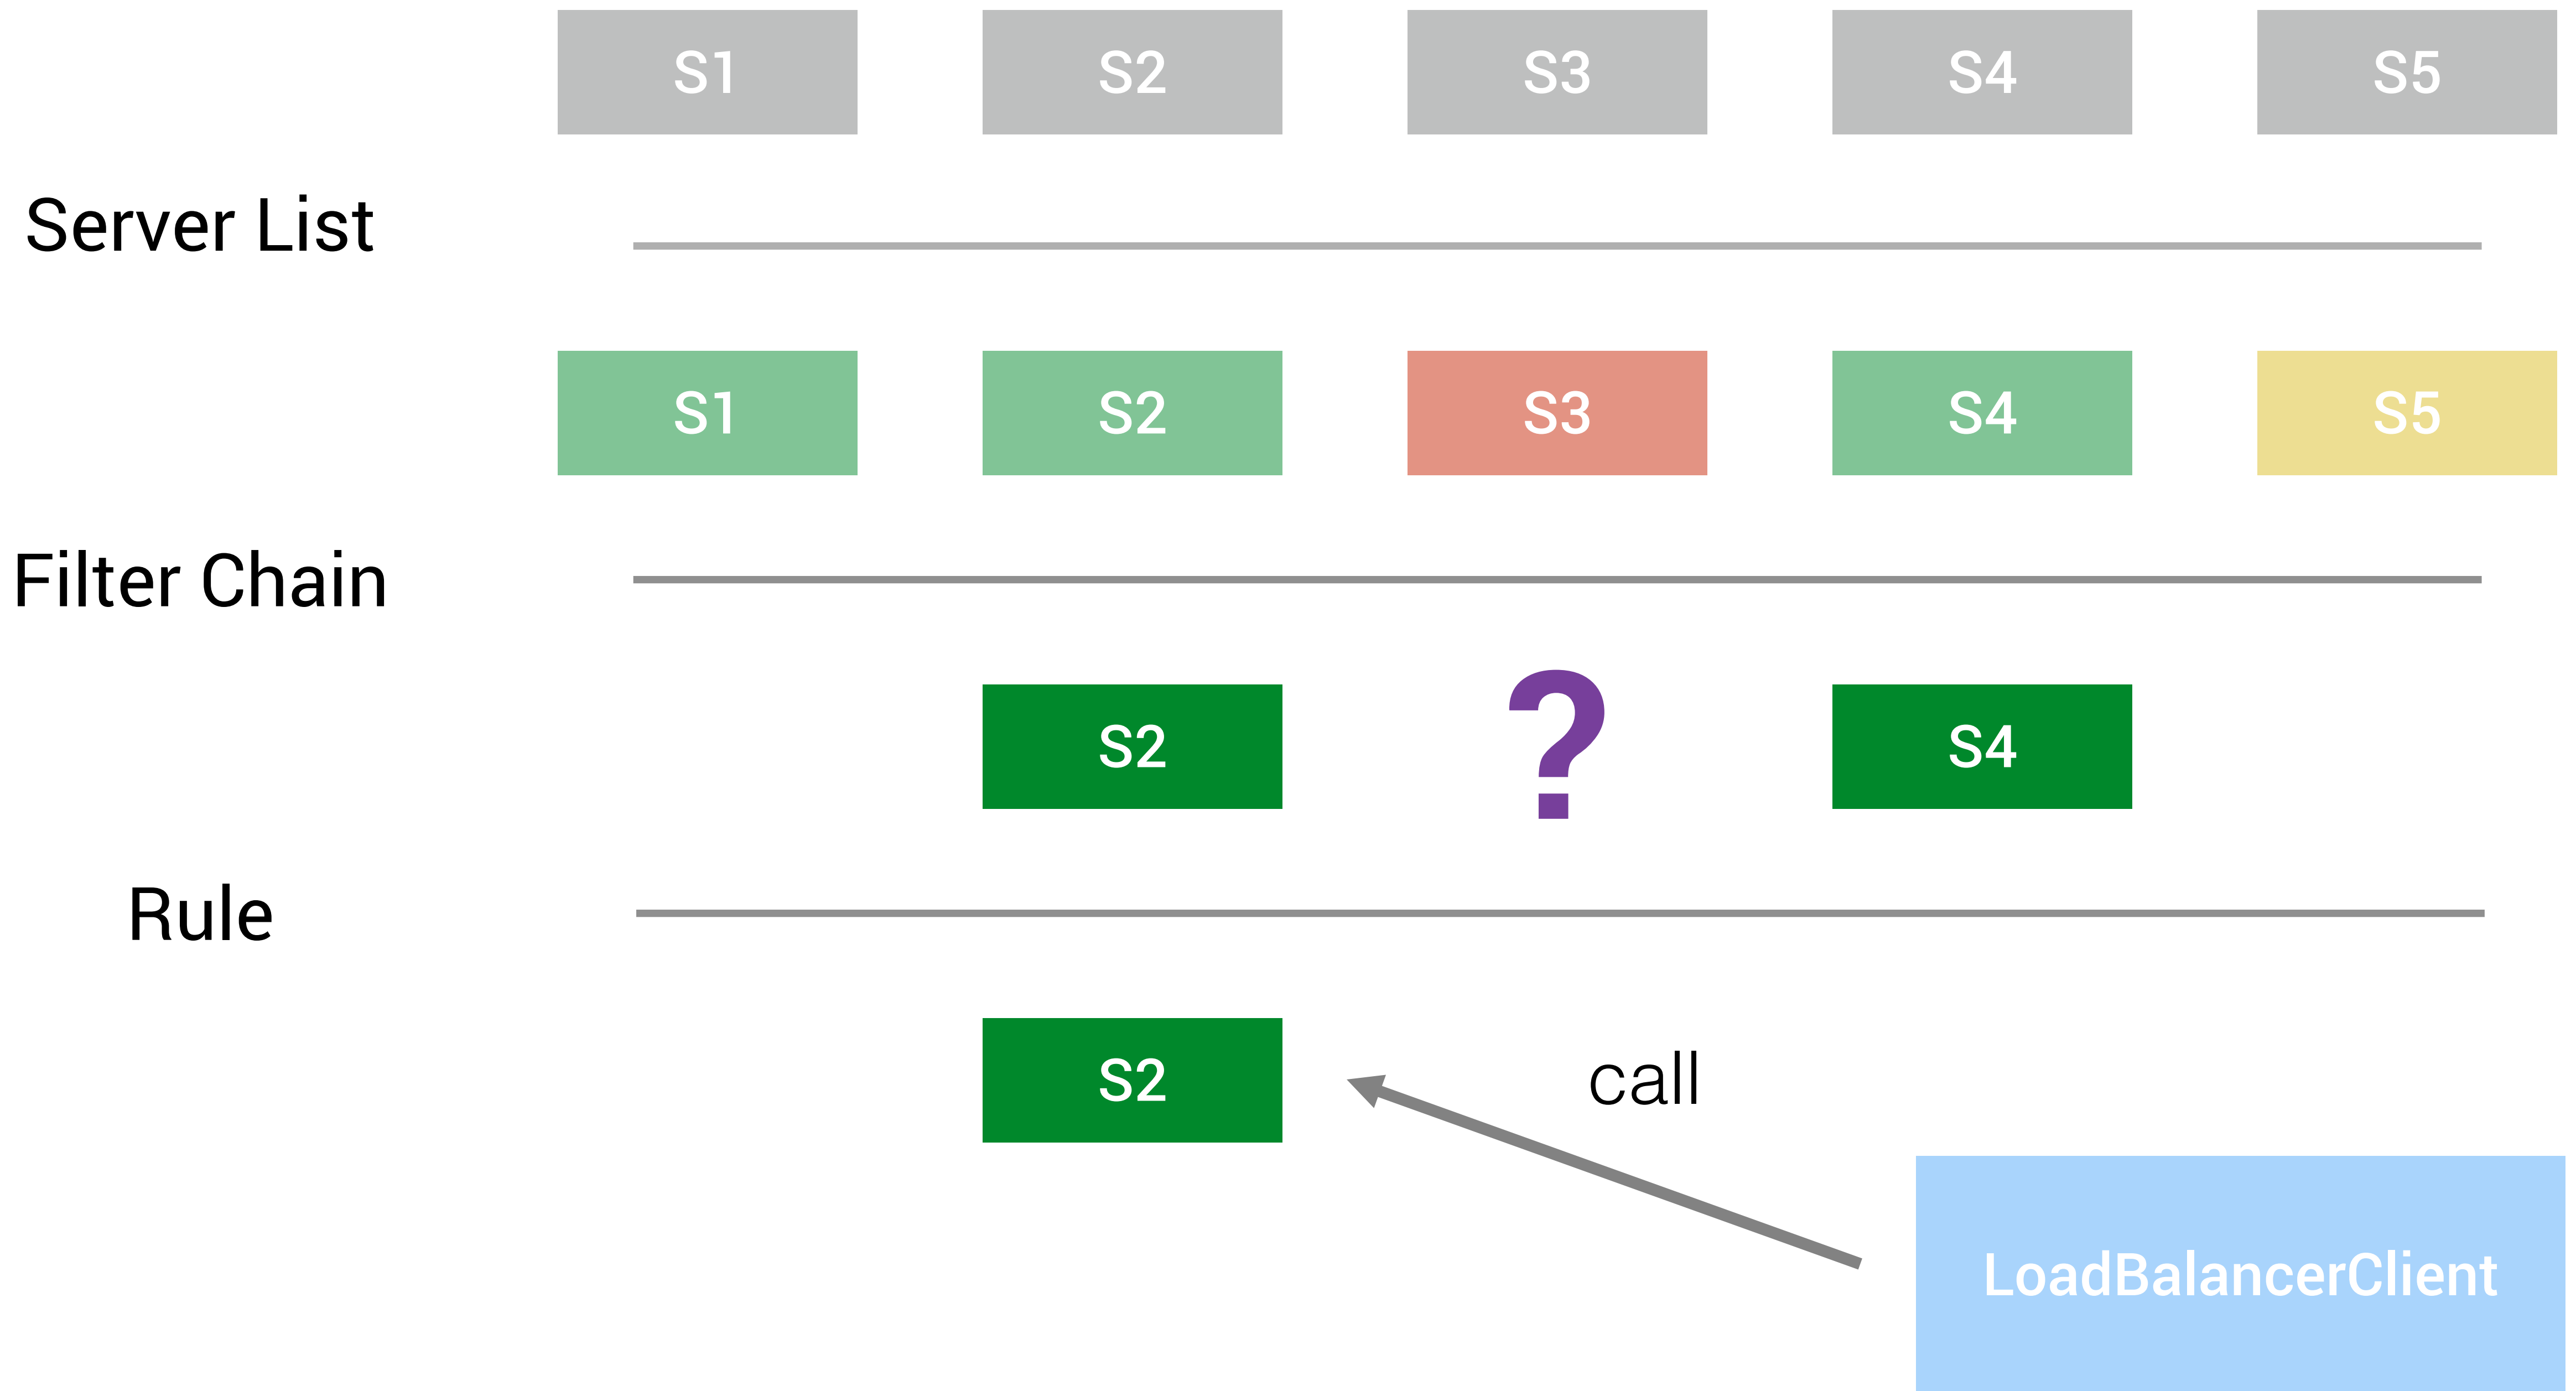 S1 S2 S3 S4 S5
Server List
S1 S2 S3 S4 S5
Filter Chain
S2 ? S4
Rule
S2
call
LoadBalancerClient